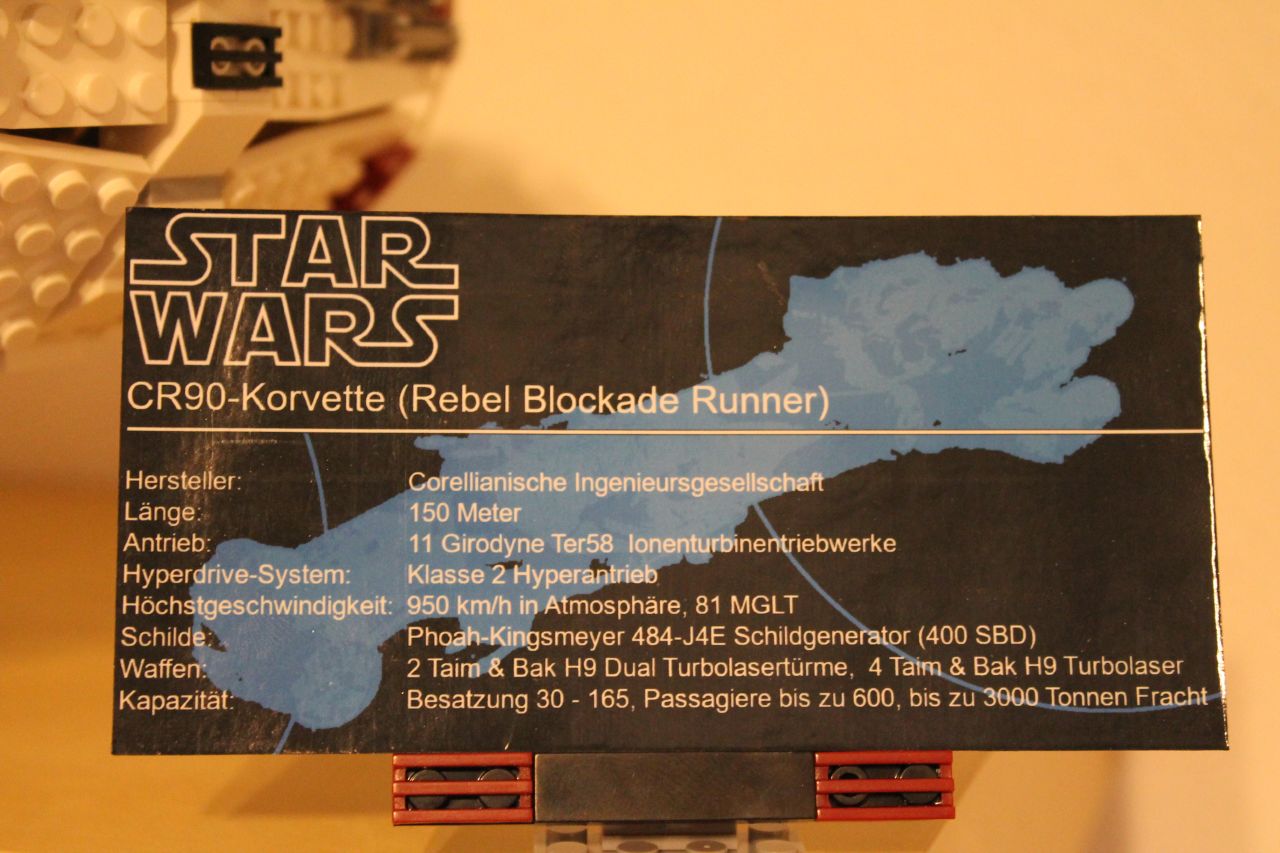 STAR
WARS
CR90-Korvette (Rebel Blockade Runner)
Hersteller: Corellianische Ingenieursgesellschaft
Länge: 150 Meter
Antrieb: 11 Girodyne Ter58 Ionenturbinentriebwerke
Hyperdrive-System: Klasse 2 Hyperantrieb
Höchstgeschwindigkeit: 950 km/h in Atmosphäre, 81 MGLT
Schilde: Phoah-Kingsmeyer 484-J4E Schildgenerator (400 SBD)
Waffen: 2 Taim & Bak H9 Dual Turbolasertürme, 4 Taim & Bak H9 Turbolaser
Kapazität: Besatzung 30 - 165, Passagiere bis zu 600, bis zu 3000 Tonnen Fracht